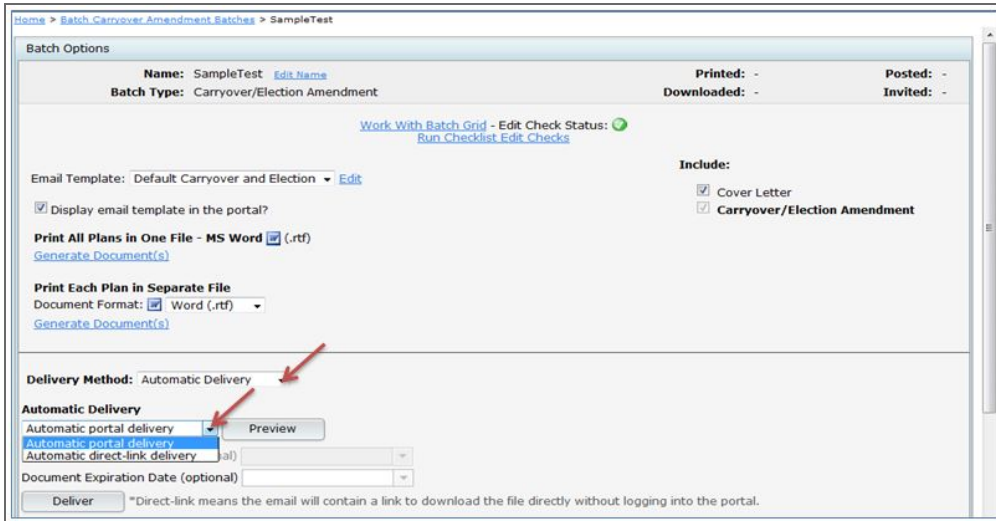 Home > Batch Carryover Amendment Batches > SampleTest
Batch Options
Name: SampleTest Edit Name Printed: - Posted: -
Batch Type: Carryover/Election Amendment Downloaded: - Invited: -
Work With Batch Grid - Edit Check Status:
Run Checklist Edit Checks
Include:
Email Template: Default Carryover and Election Edit
Cover Letter
Display email template in the portal?
Carryover/Election Amendment
Print All Plans in One File - MS Word (.rtf)
Generate Document(s)
Print Each Plan in Separate File
Document Format: Word (.rtf)
Generate Document(s)
Delivery Method: Automatic Delivery
Automatic Delivery
Automatic portal delivery Preview
Automatic portal delivery
Automatic direct-link delivery
Document Expiration Date (optional)
Deliver *Direct-link means the email will contain a link to download the file directly without logging into the portal.